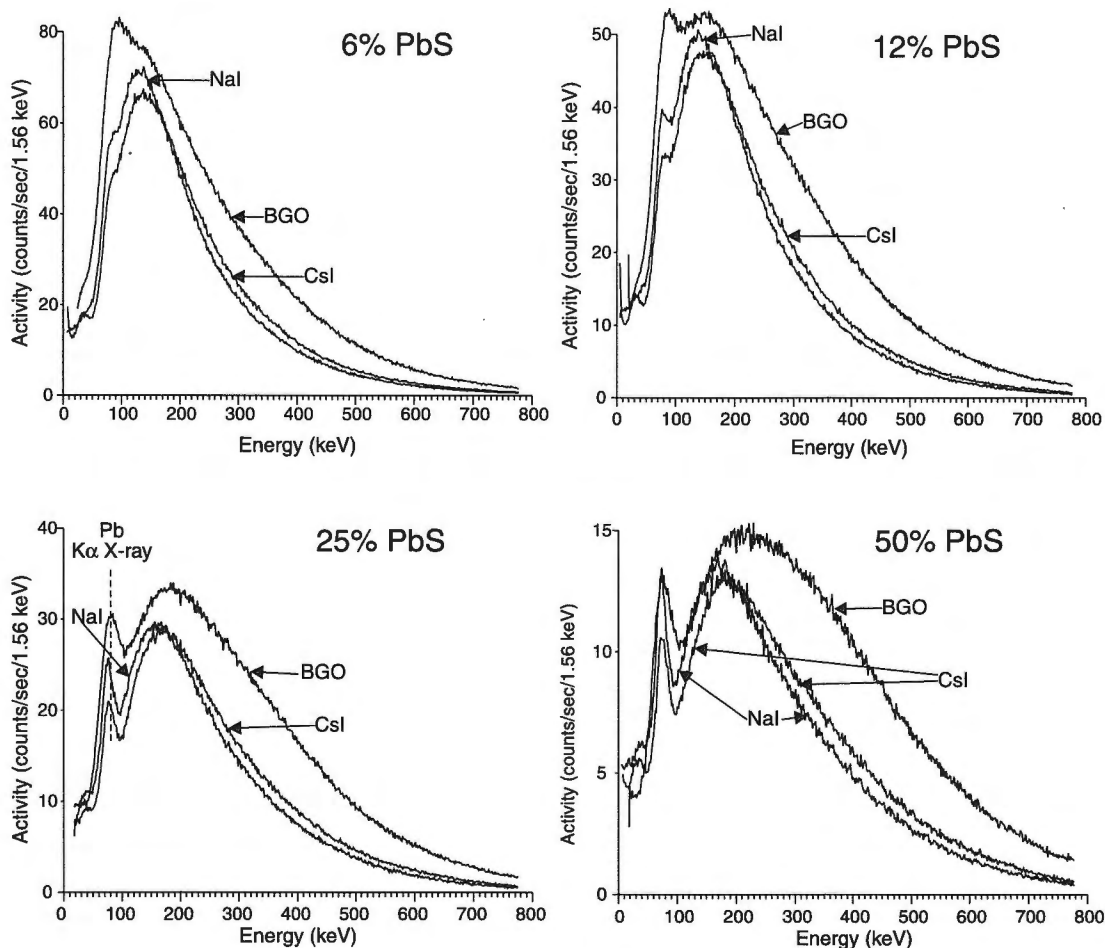 6% PbS
Activity (counts/sec/1.56 keV)
80
60
40
20
0
NaI
BGO
CsI
0 100 200 300 400 500 600 700 800
Energy (keV)
12% PbS
Activity (counts/sec/1.56 keV)
50
40
30
20
10
0
NaI
BGO
CsI
0 100 200 300 400 500 600 700 800
Energy (keV)
25% PbS
Activity (counts/sec/1.56 keV)
40
30
20
10
0
Pb
Kα X-ray
NaI
BGO
CsI
0 100 200 300 400 500 600 700 800
Energy (keV)
50% PbS
Activity (counts/sec/1.56 keV)
15
10
5
0
BGO
CsI
NaI
0 100 200 300 400 500 600 700 800
Energy (keV)